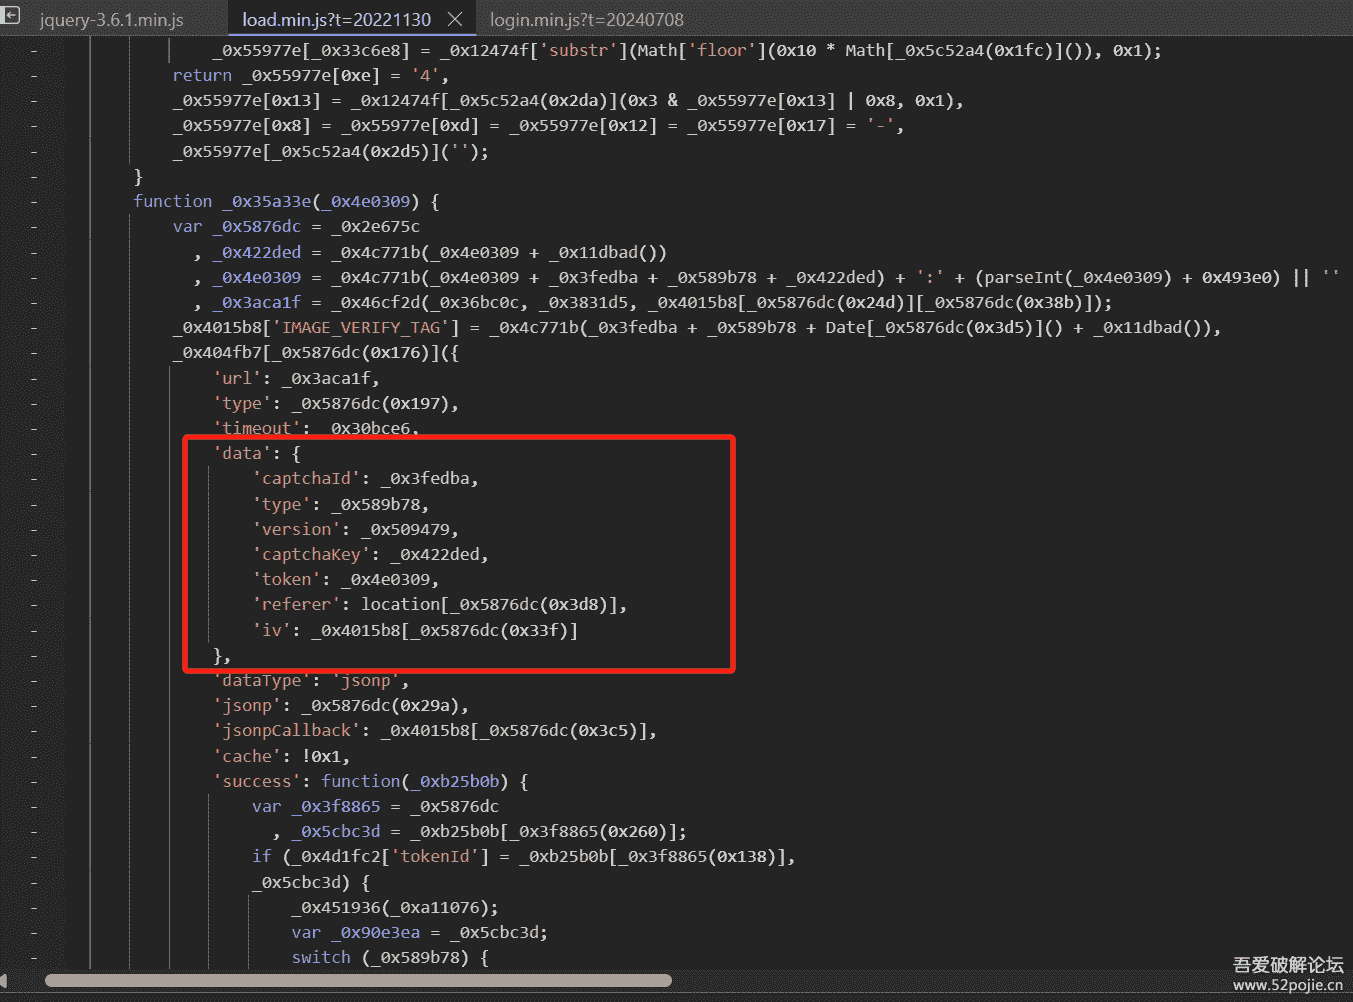 jquery-3.6.1.min.js load.min.js?t=20221130 login.min.js?t=20240708
_0x55977e[_0x33c6e8] = _0x12474f['substr'](Math['floor'](0x10 * Math[_0x5c52a4(0x1fc)]()), 0x1);
return _0x55977e[0xe] = '4',
_0x55977e[0x13] = _0x12474f[_0x5c52a4(0x2da)](0x3 & _0x55977e[0x13] | 0x8, 0x1),
_0x55977e[0x8] = _0x55977e[0xd] = _0x55977e[0x12] = _0x55977e[0x17] = '-',
_0x55977e[_0x5c52a4(0x2d5)]('');
}
function _0x35a33e(_0x4e0309) {
var _0x5876dc = _0x2e675c
, _0x422ded = _0x4c771b(_0x4e0309 + _0x11dbad())
, _0x4e0309 = _0x4c771b(_0x4e0309 + _0x3fedba + _0x589b78 + _0x422ded) + ':' + (parseInt(_0x4e0309) + 0x493e0) || ''
, _0x3aca1f = _0x46cf2d(_0x36bc0c, _0x3831d5, _0x4015b8[_0x5876dc(0x24d)][_0x5876dc(0x38b)]);
_0x4015b8['IMAGE_VERIFY_TAG'] = _0x4c771b(_0x3fedba + _0x589b78 + Date[_0x5876dc(0x3d5)]() + _0x11dbad()),
_0x404fb7[_0x5876dc(0x176)]({
'url': _0x3aca1f,
'type': _0x5876dc(0x197),
'timeout': _0x30bce6,
'data': {
'captchaId': _0x3fedba,
'type': _0x589b78,
'version': _0x509479,
'captchaKey': _0x422ded,
'token': _0x4e0309,
'referer': location[_0x5876dc(0x3d8)],
'iv': _0x4015b8[_0x5876dc(0x33f)]
},
'dataType': 'jsonp',
'jsonp': _0x5876dc(0x29a),
'jsonpCallback': _0x4015b8[_0x5876dc(0x3c5)],
'cache': !0x1,
'success': function(_0xb25b0b) {
var _0x3f8865 = _0x5876dc
, _0x5cbc3d = _0xb25b0b[_0x3f8865(0x260)];
if (_0x4d1fc2['tokenId'] = _0xb25b0b[_0x3f8865(0x138)],
_0x5cbc3d) {
_0x451936(_0xa11076);
var _0x90e3ea = _0x5cbc3d;
switch (_0x589b78) {
吾爱破解论坛
www.52pojie.cn